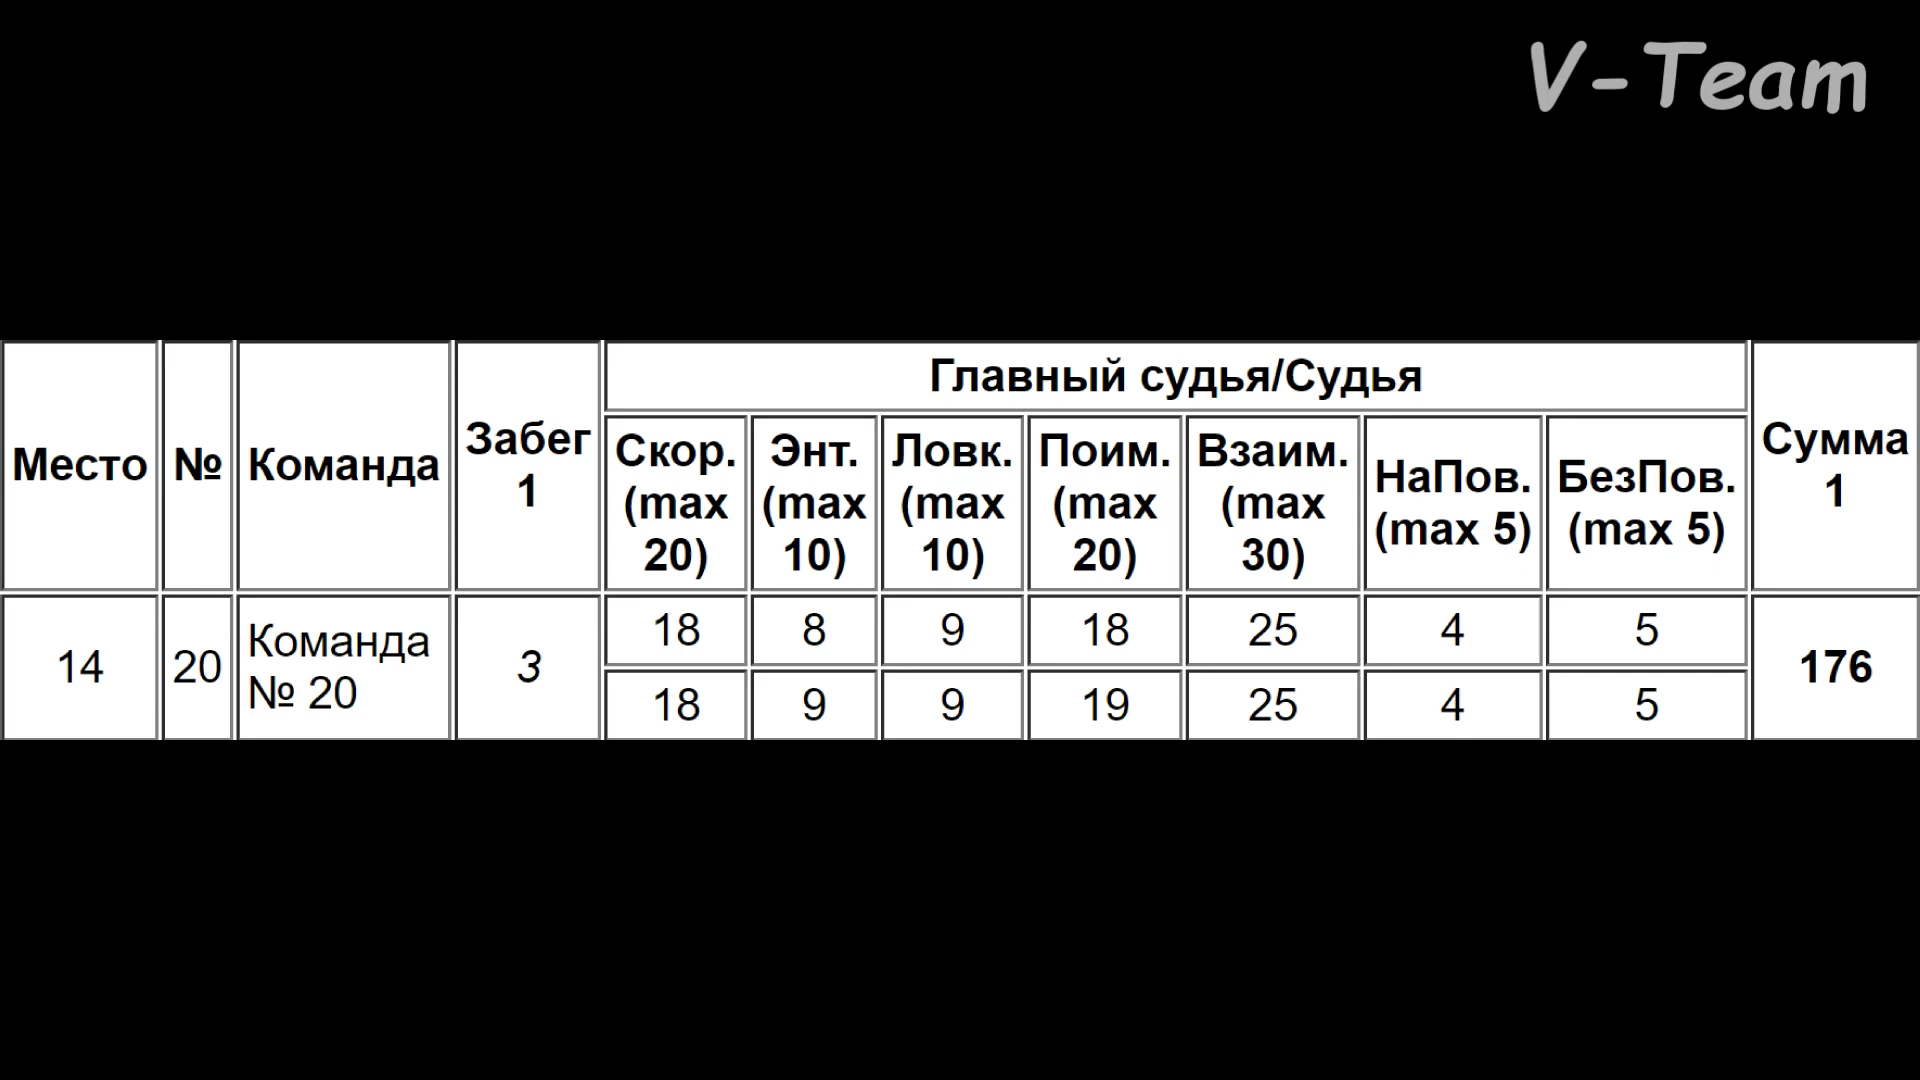 V-Team
Место № Команда Забег 1 Главный судья/Судья Сумма 1
Скор. (max 20) Энт. (max 10) Ловк. (max 10) Поим. (max 20) Взаим. (max 30) НаПов. (max 5) БезПов. (max 5)
14 20 Команда № 20 3 18 8 9 18 25 4 5 176
18 9 9 19 25 4 5